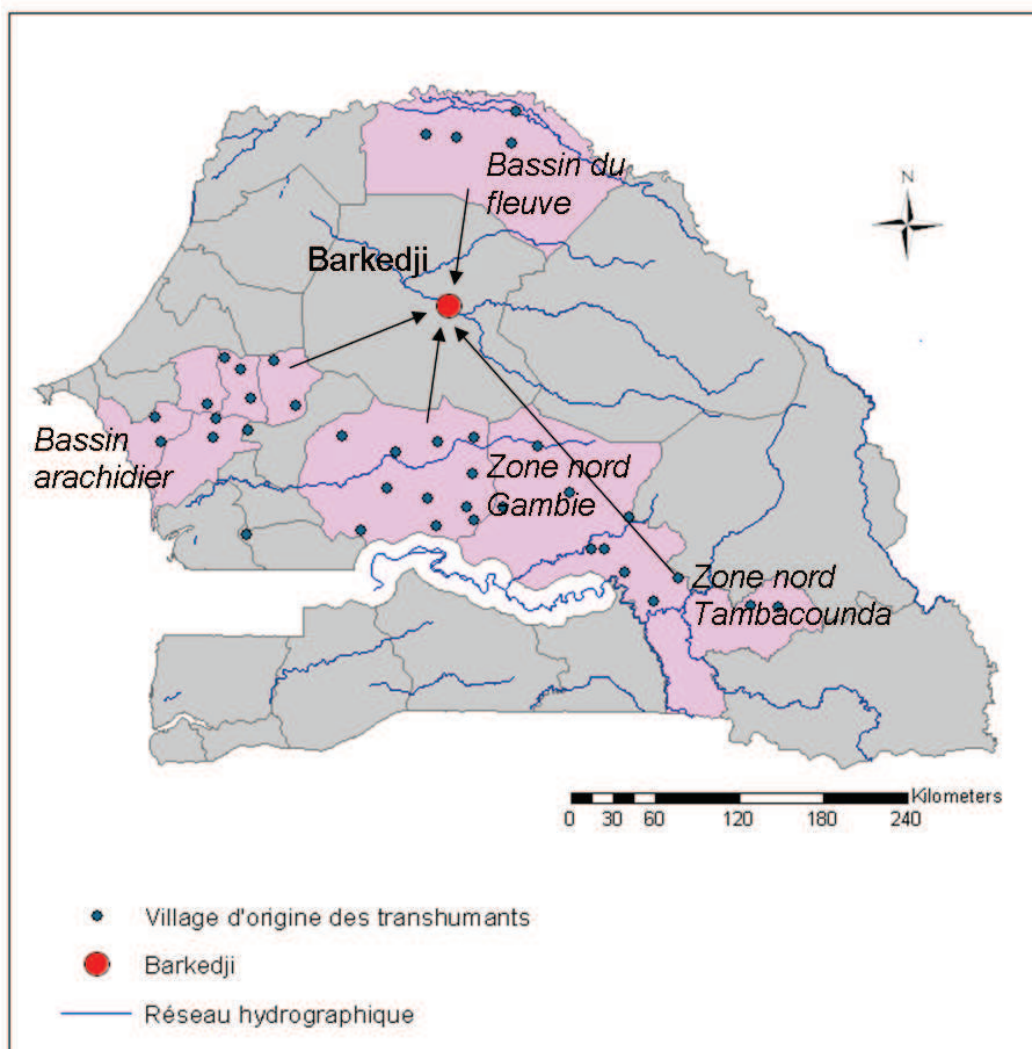 Bassin du
fleuve
N
Barkedji
Bassin
arachidier
Zone nord
Gambie
Zone nord
Tambacounda
Kilometers
0 30 60 120 180 240
Village d'origine des transhumants
Barkedji
Réseau hydrographique